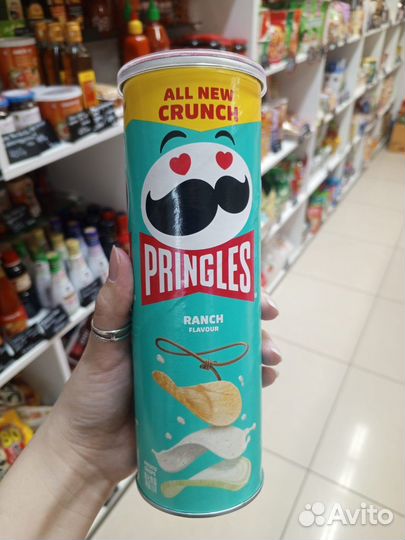 ALL NEW
CRUNCH
PRINGLES
RANCH
FLAVOUR
Avito